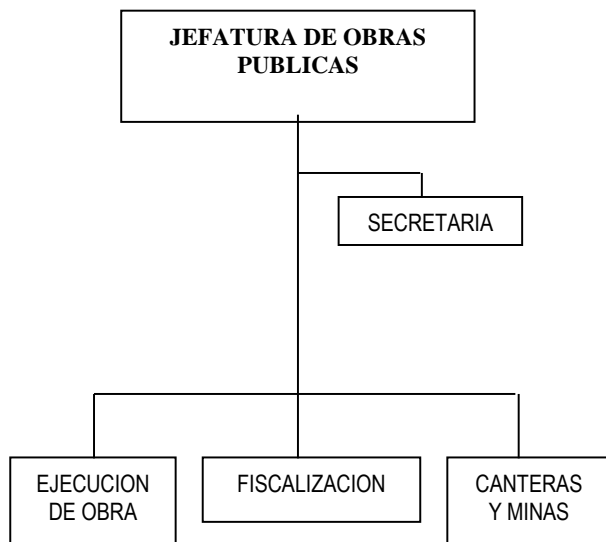 JEFATURA DE OBRAS
PUBLICAS
SECRETARIA
EJECUCION
DE OBRA
FISCALIZACION
CANTERAS
Y MINAS